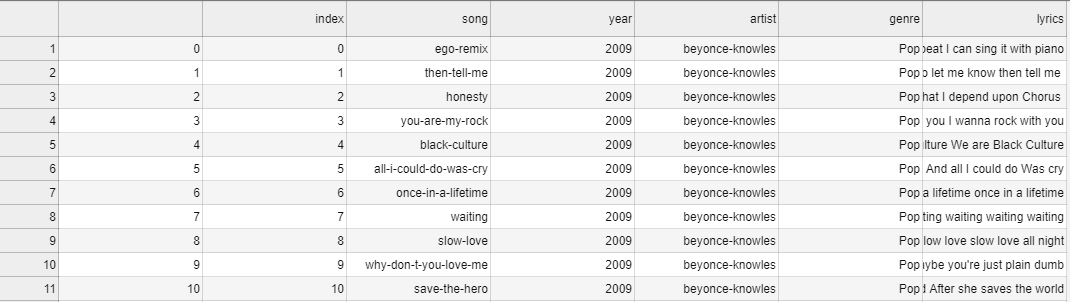 index song year artist genre lyrics
1 0 0 ego-remix 2009 beyonce-knowles Pop beat I can sing it with piano
2 1 1 then-tell-me 2009 beyonce-knowles Pop let me know then tell me
3 2 2 honesty 2009 beyonce-knowles Pop hat I depend upon Chorus
4 3 3 you-are-my-rock 2009 beyonce-knowles Pop you I wanna rock with you
5 4 4 black-culture 2009 beyonce-knowles Pop lture We are Black Culture
6 5 5 all-i-could-do-was-cry 2009 beyonce-knowles Pop And all I could do Was cry
7 6 6 once-in-a-lifetime 2009 beyonce-knowles Pop a lifetime once in a lifetime
8 7 7 waiting 2009 beyonce-knowles Pop ting waiting waiting waiting
9 8 8 slow-love 2009 beyonce-knowles Pop low love slow love all night
10 9 9 why-don-t-you-love-me 2009 beyonce-knowles Pop ybe you're just plain dumb
11 10 10 save-the-hero 2009 beyonce-knowles Pop After she saves the world